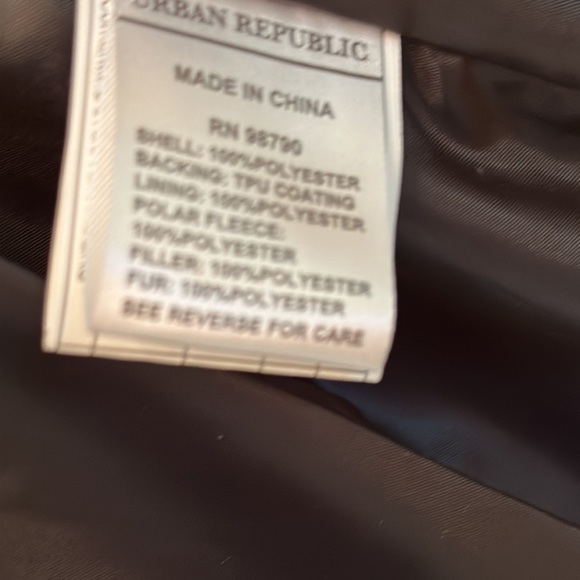 URBAN REPUBLIC
MADE IN CHINA
RN 98790
SHELL: 100%POLYESTER
BACKING: TPU COATING
LINING: 100%POLYESTER
POLAR FLEECE:
100%POLYESTER
FILLER: 100%POLYESTER
FUR: 100%POLYESTER
SEE REVERSE FOR CARE